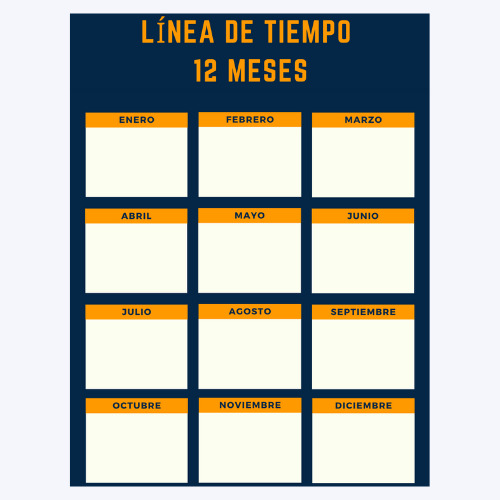 LÍNEA DE TIEMPO
12 MESES
ENERO
FEBRERO
MARZO
ABRIL
MAYO
JUNIO
JULIO
AGOSTO
SEPTIEMBRE
OCTUBRE
NOVIEMBRE
DICIEMBRE